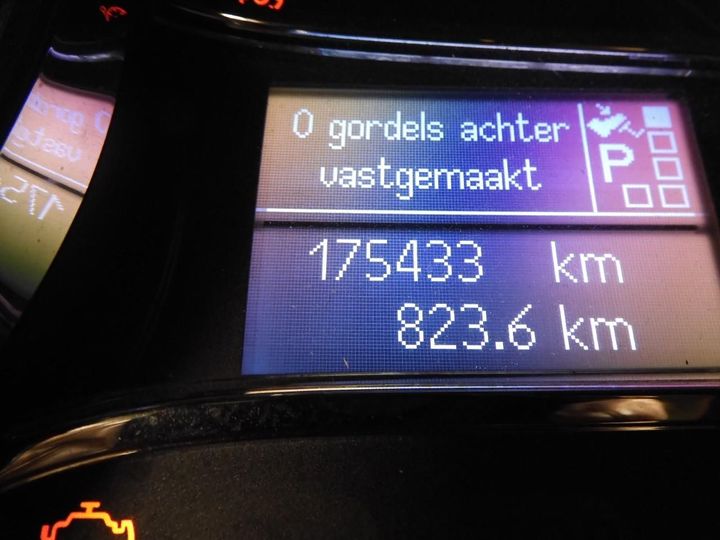 0 gordels achter
vastgemaakt
P
175433 km
823.6 km